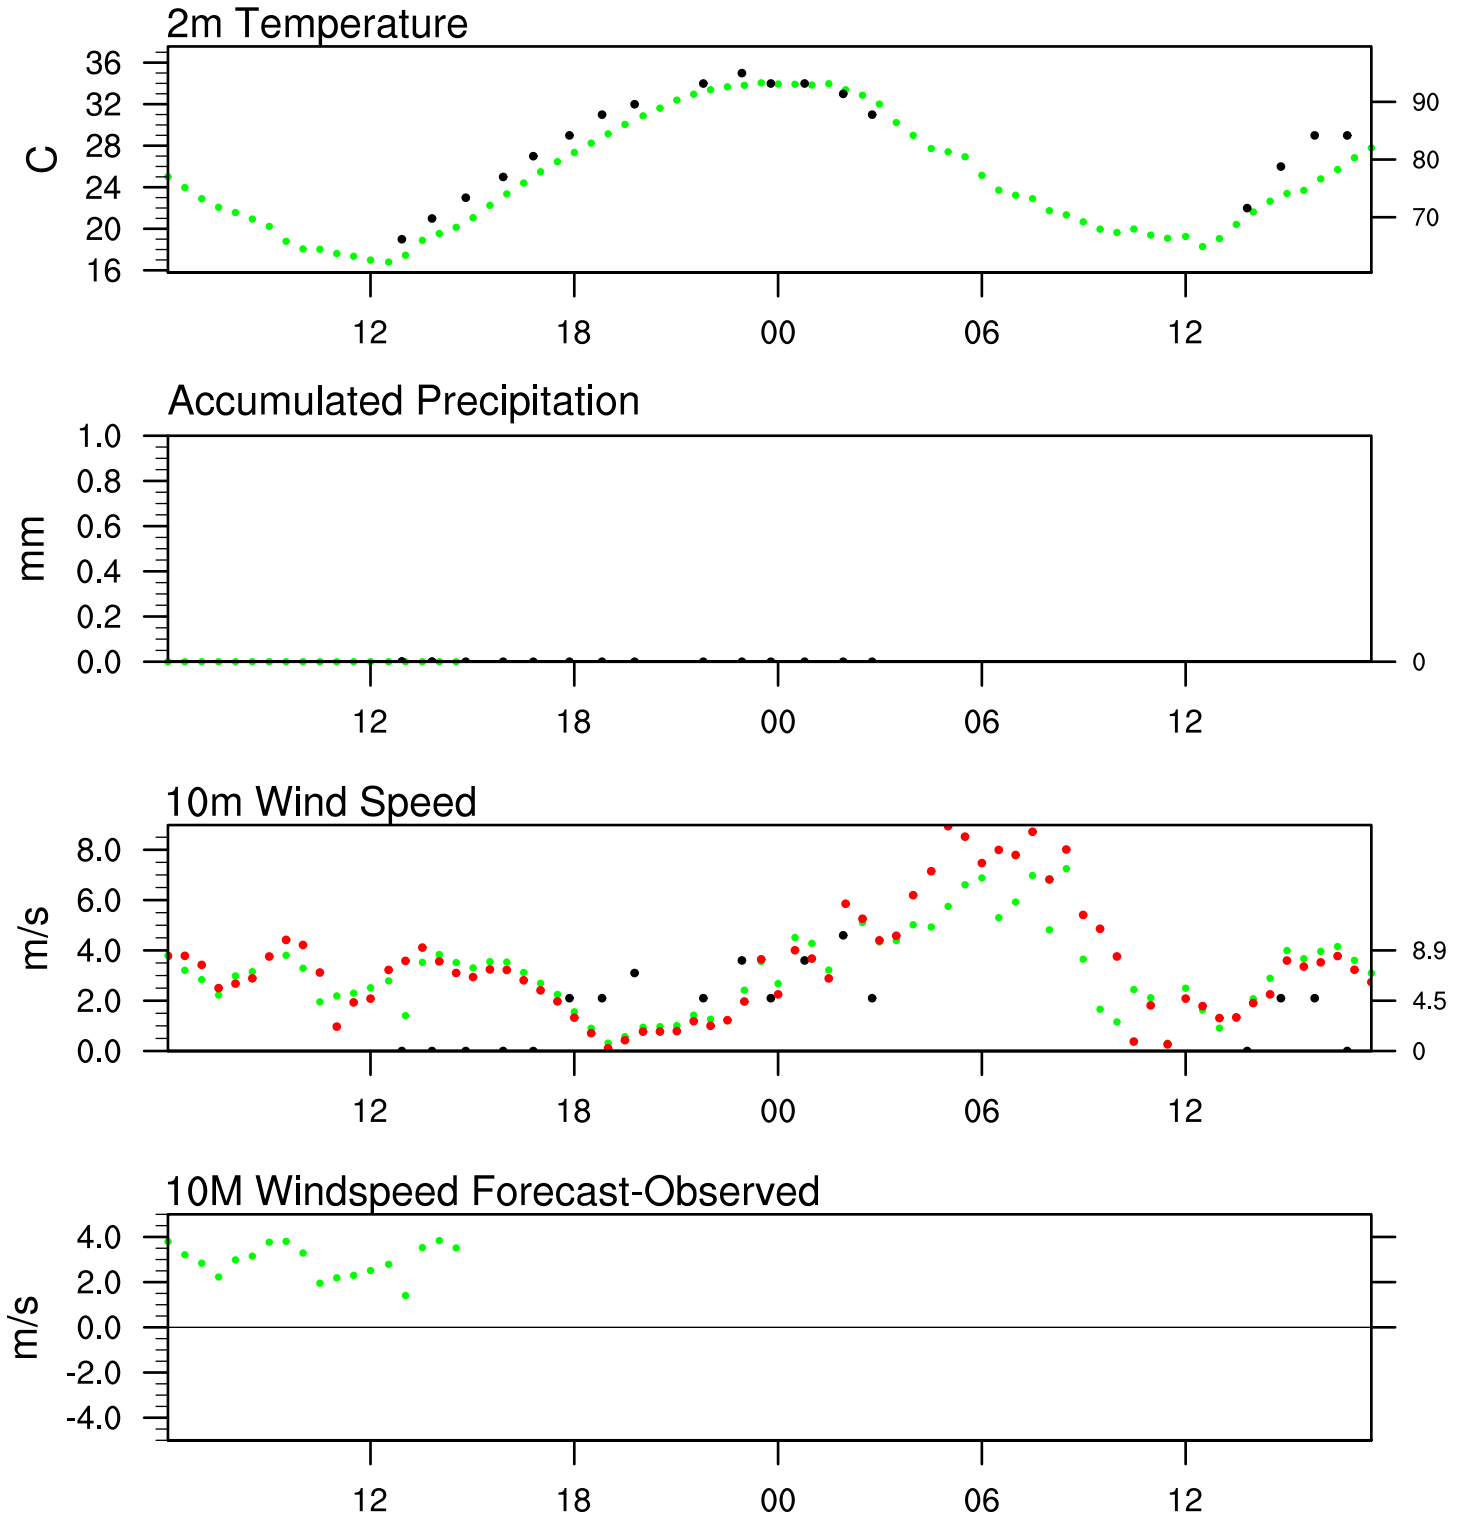 2m Temperature
36
32
28
24
20
16
C
90
80
70
12 18 00 06 12
Accumulated Precipitation
1.0
0.8
0.6
0.4
0.2
0.0
mm
0
12 18 00 06 12
10m Wind Speed
8.0
6.0
4.0
2.0
0.0
m/s
8.9
4.5
0
12 18 00 06 12
10M Windspeed Forecast-Observed
4.0
2.0
0.0
-2.0
-4.0
m/s
12 18 00 06 12